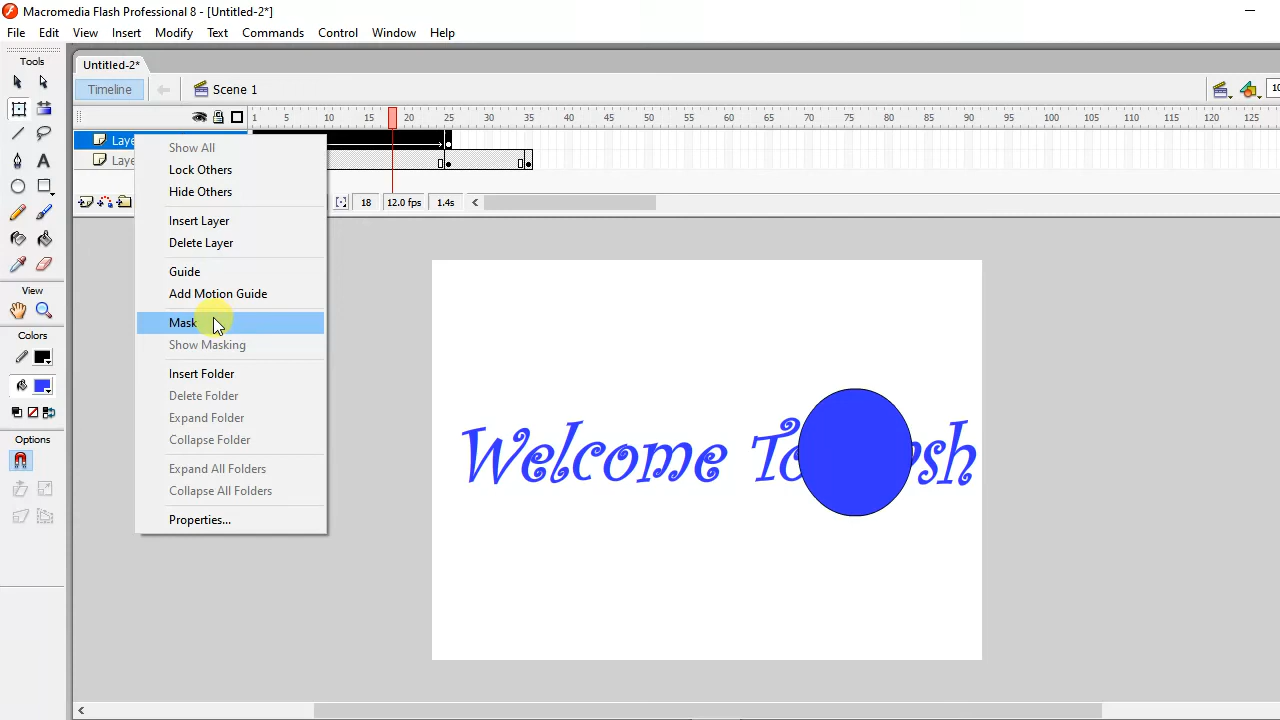 Macromedia Flash Professional 8 - [Untitled-2*]
File Edit View Insert Modify Text Commands Control Window Help
Tools
Untitled-2*
Timeline Scene 1
1 5 10 15 20 25 30 35 40 45 50 55 60 65 70 75 80 85 90 95 100 105 110 115 120 125
18 12.0 fps 1.4s
Show All
Lock Others
Hide Others
Insert Layer
Delete Layer
Guide
Add Motion Guide
Mask
Show Masking
Insert Folder
Delete Folder
Expand Folder
Collapse Folder
Expand All Folders
Collapse All Folders
Properties...
View
Colors
Options
Welcome To